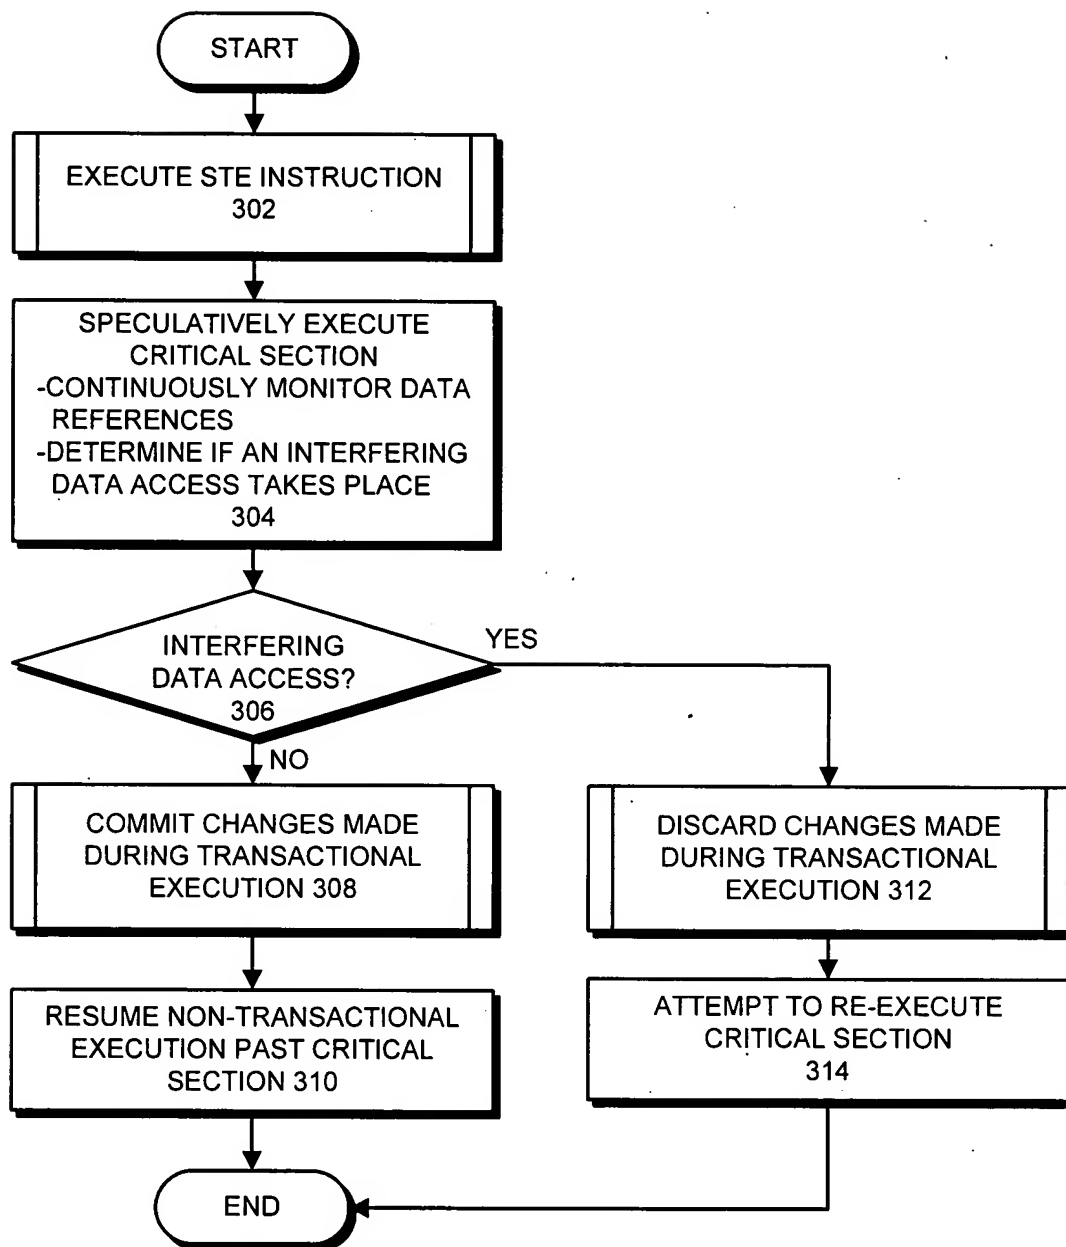 START
EXECUTE STE INSTRUCTION
302
SPECULATIVELY EXECUTE
CRITICAL SECTION
-CONTINUOUSLY MONITOR DATA
REFERENCES
-DETERMINE IF AN INTERFERING
DATA ACCESS TAKES PLACE
304
INTERFERING
DATA ACCESS?
306
YES
NO
COMMIT CHANGES MADE
DURING TRANSACTIONAL
EXECUTION 308
DISCARD CHANGES MADE
DURING TRANSACTIONAL
EXECUTION 312
RESUME NON-TRANSACTIONAL
EXECUTION PAST CRITICAL
SECTION 310
ATTEMPT TO RE-EXECUTE
CRITICAL SECTION
314
END